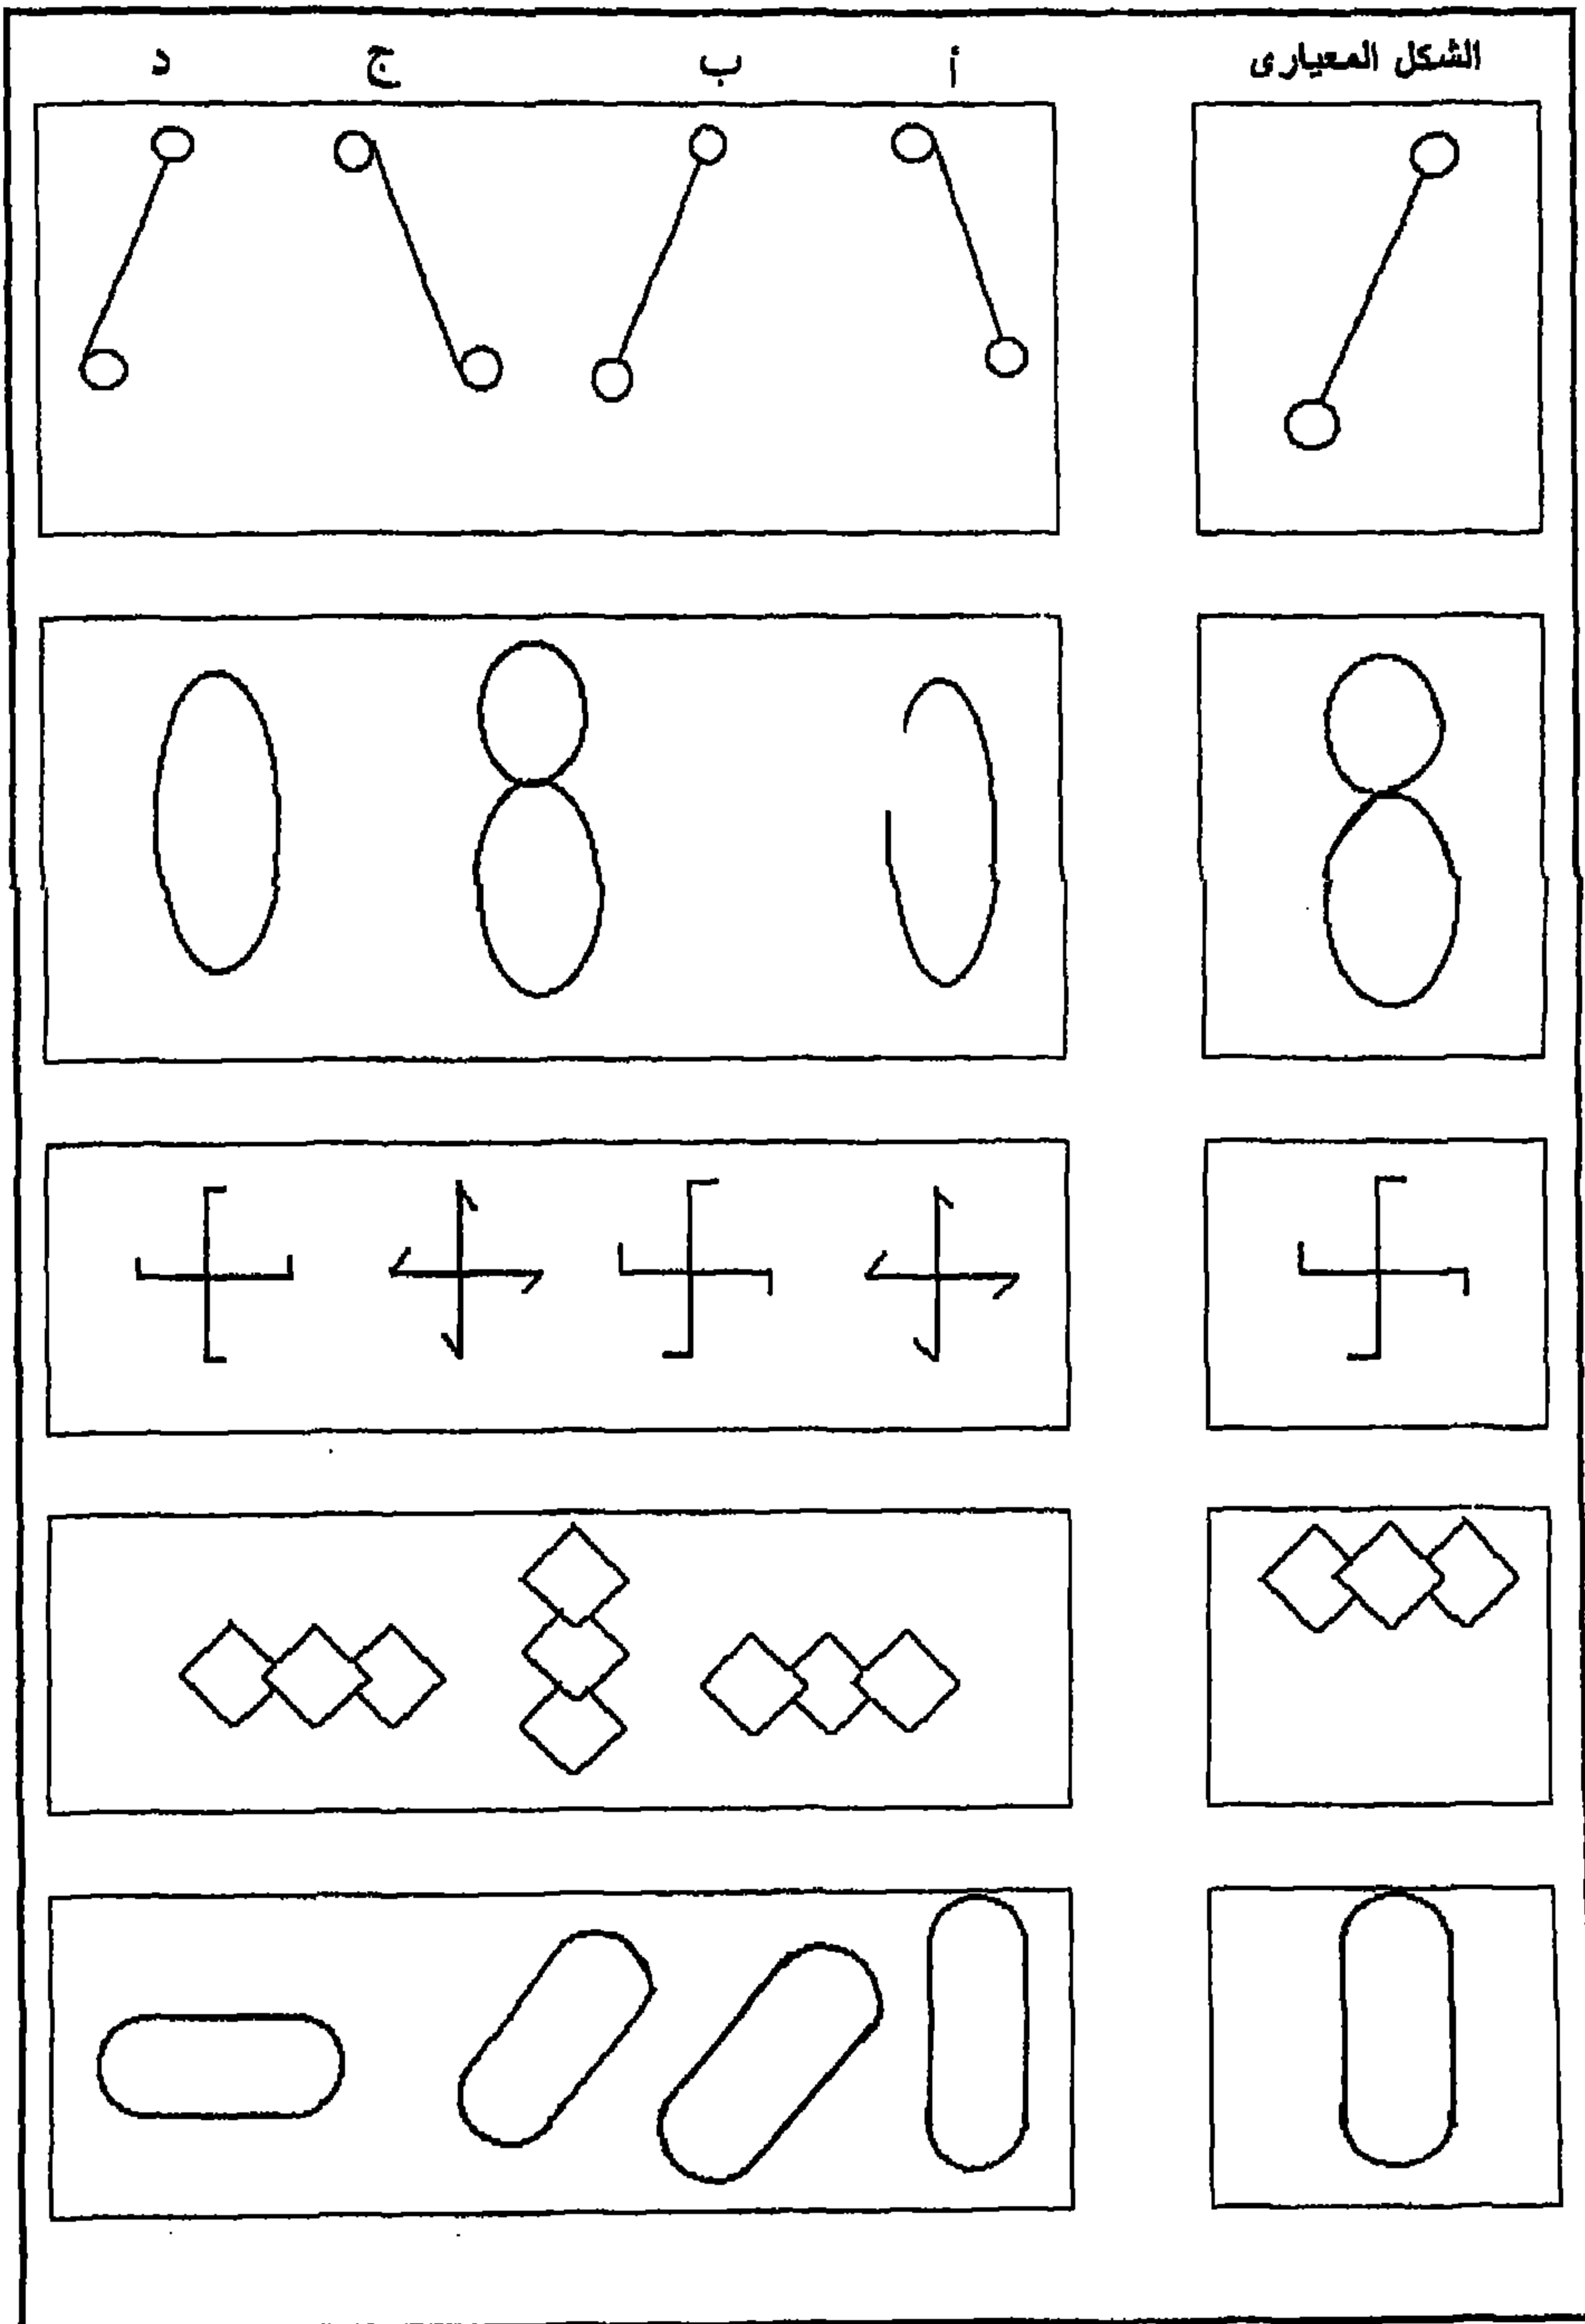 الشكل المعيارى أ ب ج د